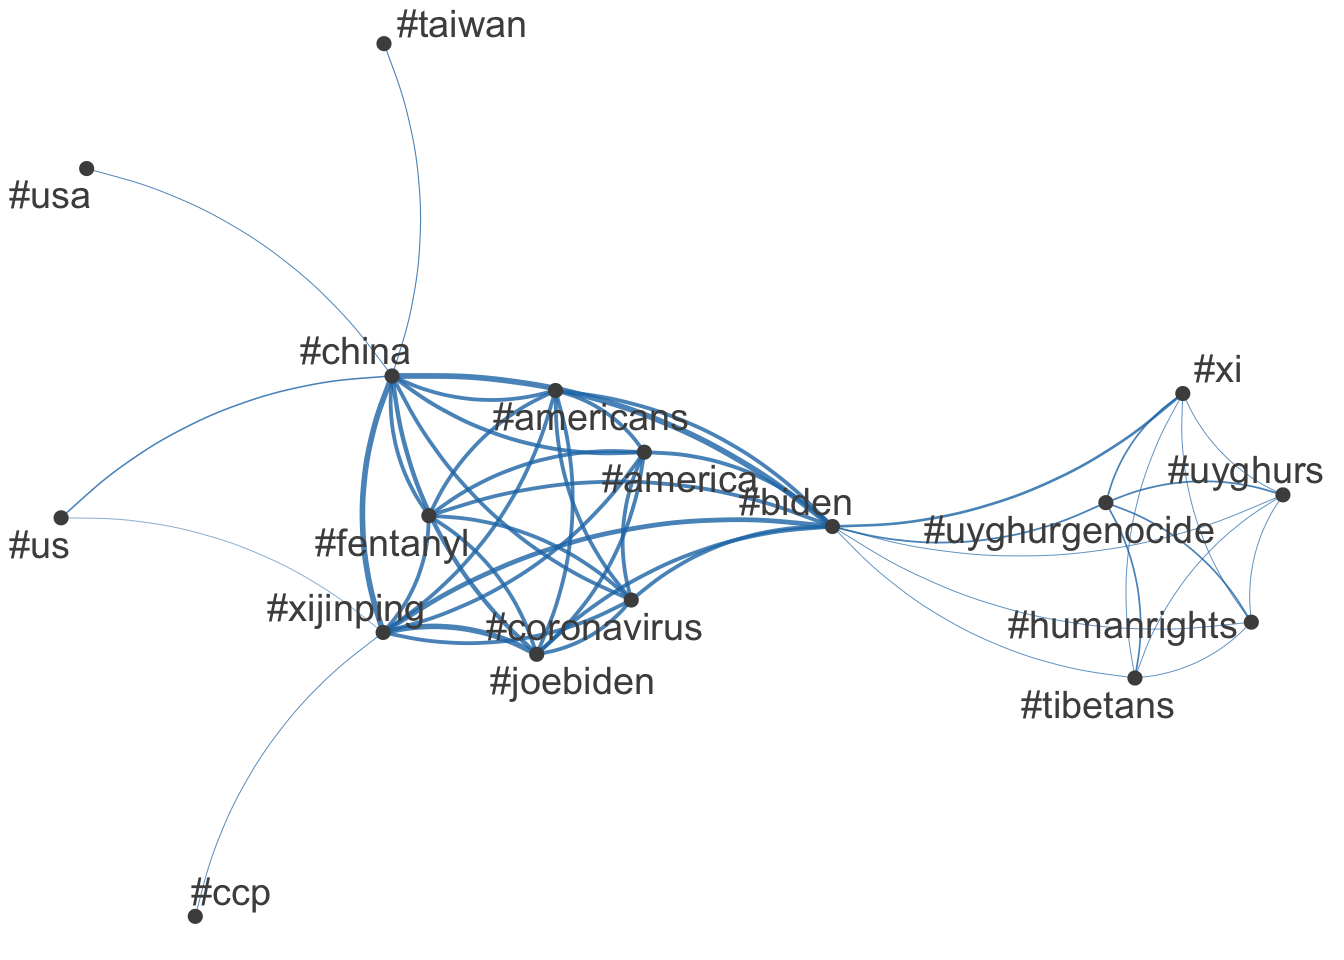 #taiwan
#usa
#china
#xi
#americans
#uyghurs
#america
#biden
#uyghurgenocide
#us
#fentanyl
#xijinping
#coronavirus
#humanrights
#joebiden
#tibetans
#ccp